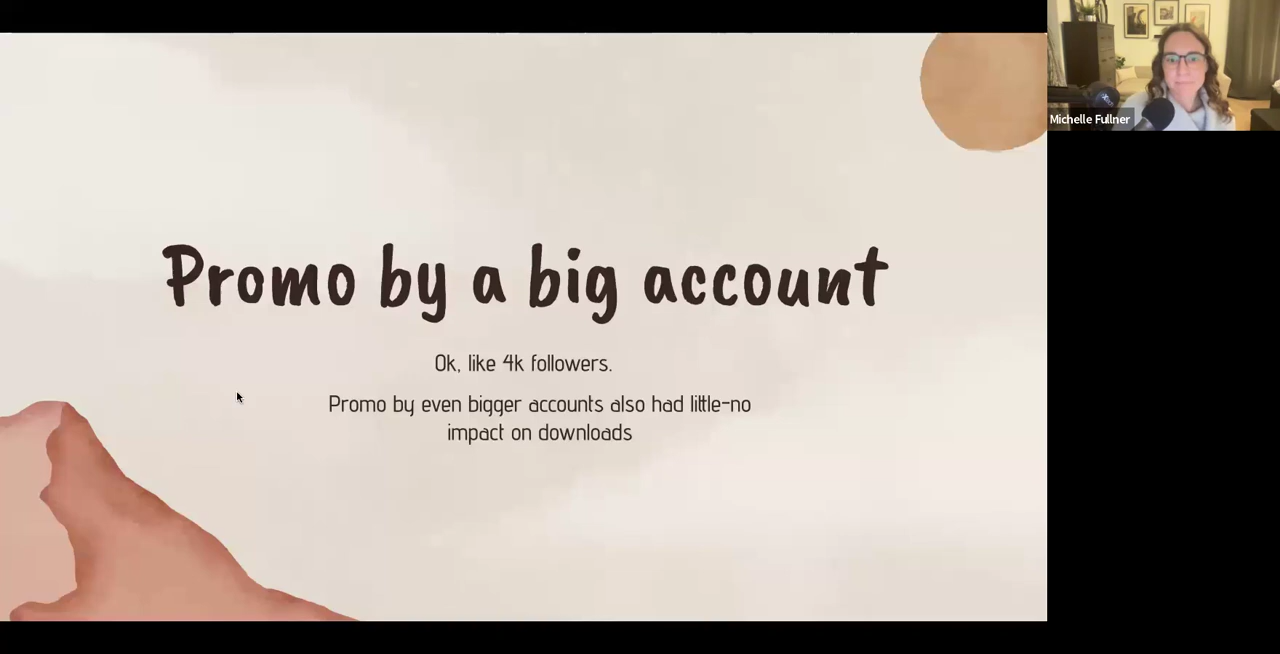 Promo by a big account
Ok, like 4k followers.
Promo by even bigger accounts also had little-no
impact on downloads
Michelle Fullner